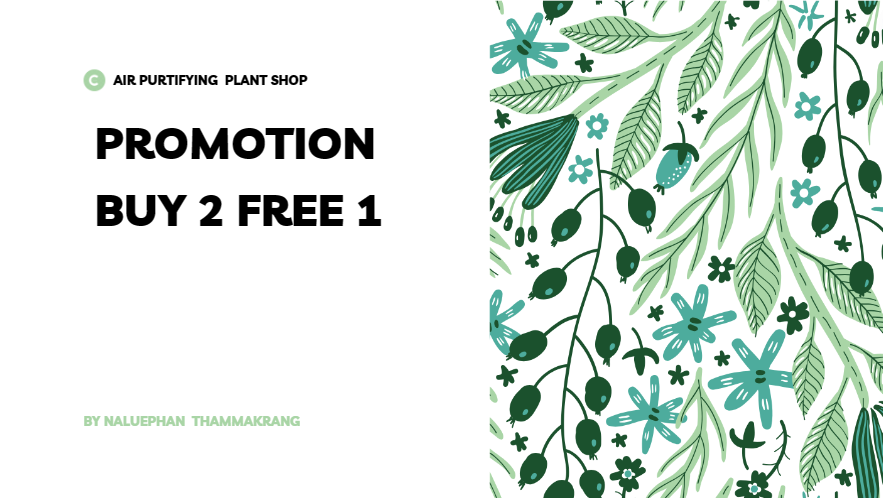 C AIR PURTIFYING PLANT SHOP
PROMOTION
BUY 2 FREE 1
BY NALUEPHAN THAMMAKRANG